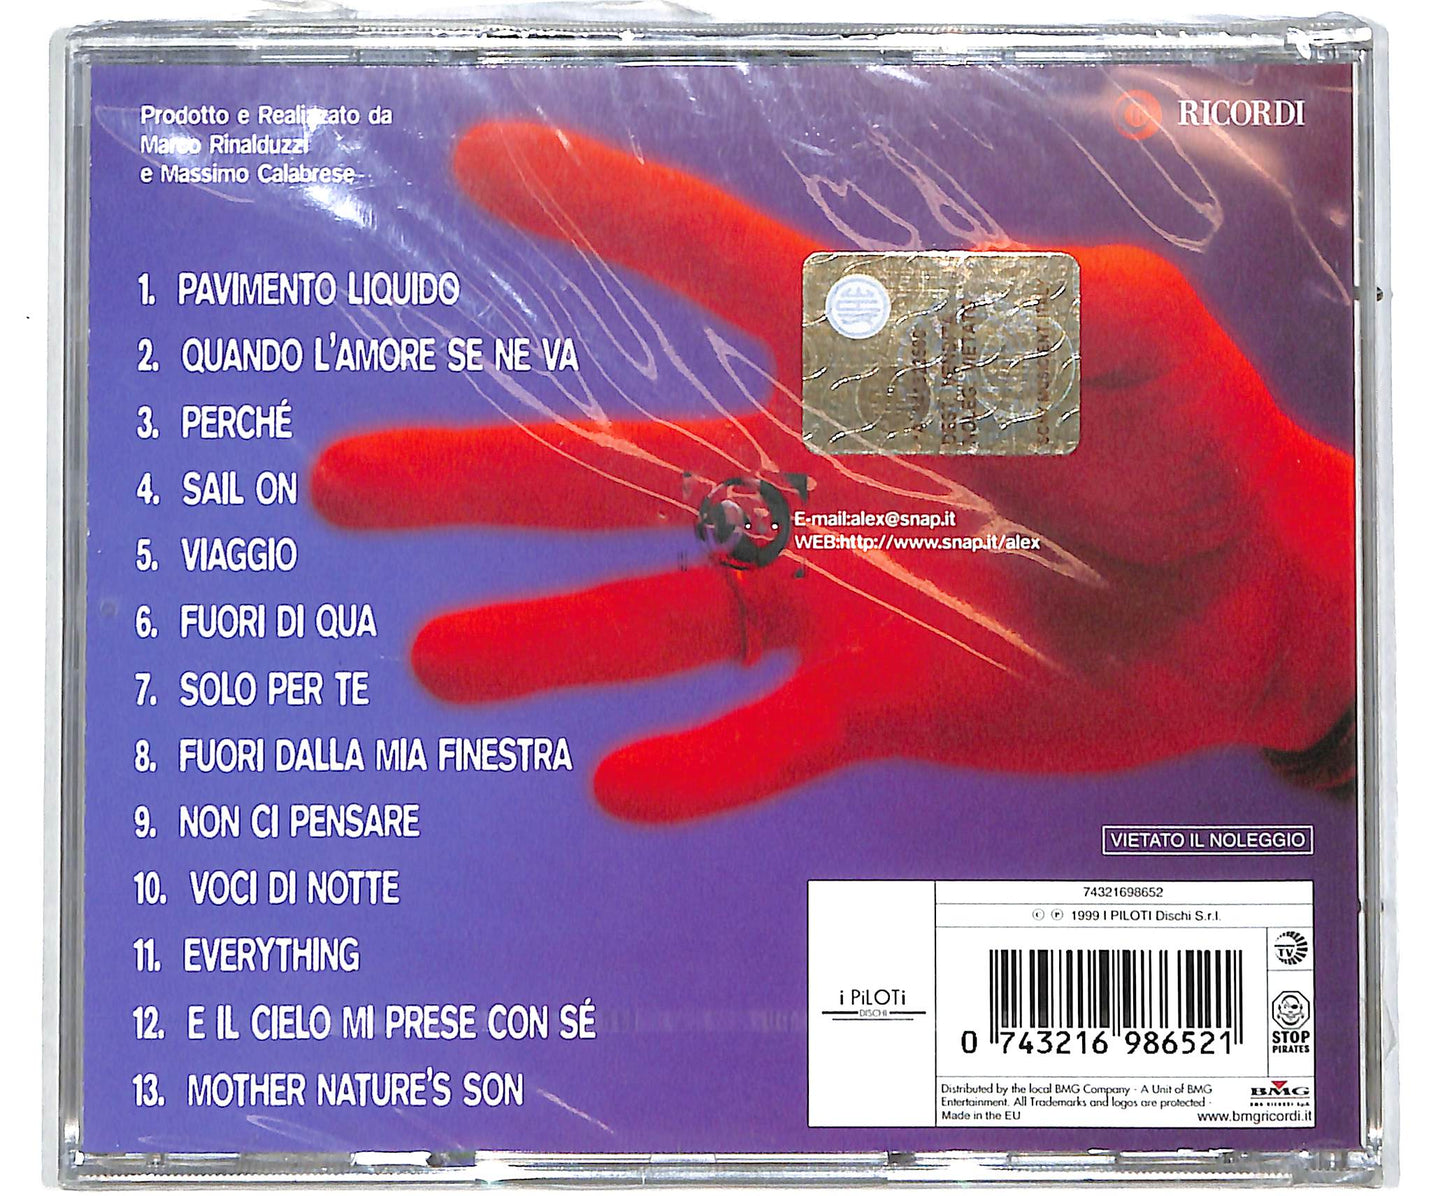 Prodotto e Realizzato da
Marco Rinalduzzi
e Massimo Calabrese
RICORDI
1. PAVIMENTO LIQUIDO
2. QUANDO L'AMORE SE NE VA
3. PERCHÉ
4. SAIL ON
5. VIAGGIO
6. FUORI DI QUA
7. SOLO PER TE
8. FUORI DALLA MIA FINESTRA
9. NON CI PENSARE
10. VOCI DI NOTTE
11. EVERYTHING
12. E IL CIELO MI PRESE CON SÉ
13. MOTHER NATURE'S SON
SIAE
E-mail:alex@snap.it
WEB:http://www.snap.it/alex
VIETATO IL NOLEGGIO
74321698652
© ℗ 1999 I PILOTI Dischi S.r.l.
i PiLOTi
DISCHI
TV
STOP
PIRATES
0 743216 986521
Distributed by the local BMG Company · A Unit of BMG
Entertainment. All Trademarks and logos are protected ·
Made in the EU
BMG
BMG RICORDI S.p.A.
www.bmgricordi.it